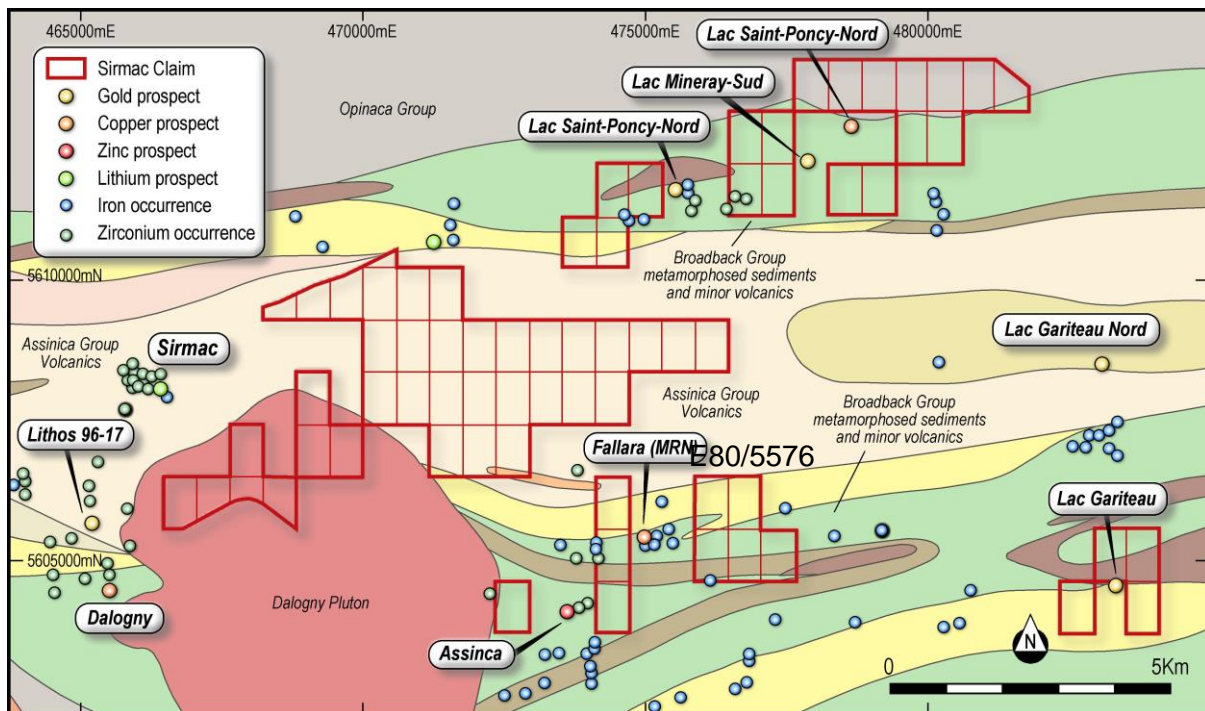 465000mE
470000mE
475000mE
480000mE
Sirmac Claim
Gold prospect
Copper prospect
Zinc prospect
Lithium prospect
Iron occurrence
Zirconium occurrence
Opinaca Group
Lac Saint-Poncy-Nord
Lac Mineray-Sud
Lac Saint-Poncy-Nord
5610000mN
Broadback Group
metamorphosed sediments
and minor volcanics
Assinica Group
Volcanics
Sirmac
Lac Gariteau Nord
Assinica Group
Volcanics
Broadback Group
metamorphosed sediments
and minor volcanics
Lithos 96-17
Fallara (MRN)
E80/5576
Lac Gariteau
5605000mN
Dalogny Pluton
Dalogny
Assinca
N
0
5Km